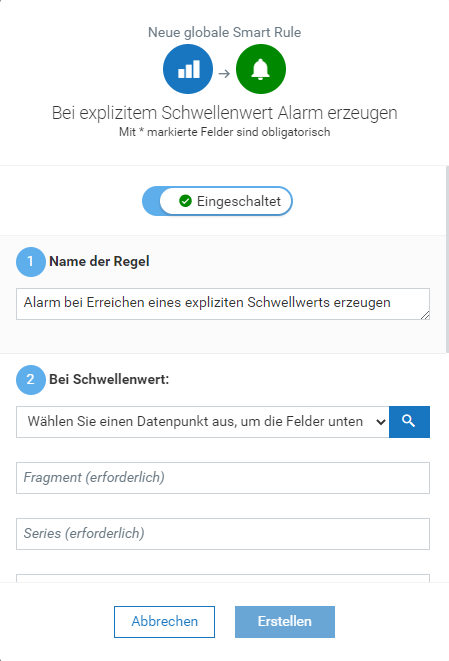 Neue globale Smart Rule
Bei explizitem Schwellenwert Alarm erzeugen
Mit * markierte Felder sind obligatorisch
Eingeschaltet
1 Name der Regel
Alarm bei Erreichen eines expliziten Schwellwerts erzeugen
2 Bei Schwellenwert:
Wählen Sie einen Datenpunkt aus, um die Felder unten
Fragment (erforderlich)
Series (erforderlich)
Abbrechen Erstellen